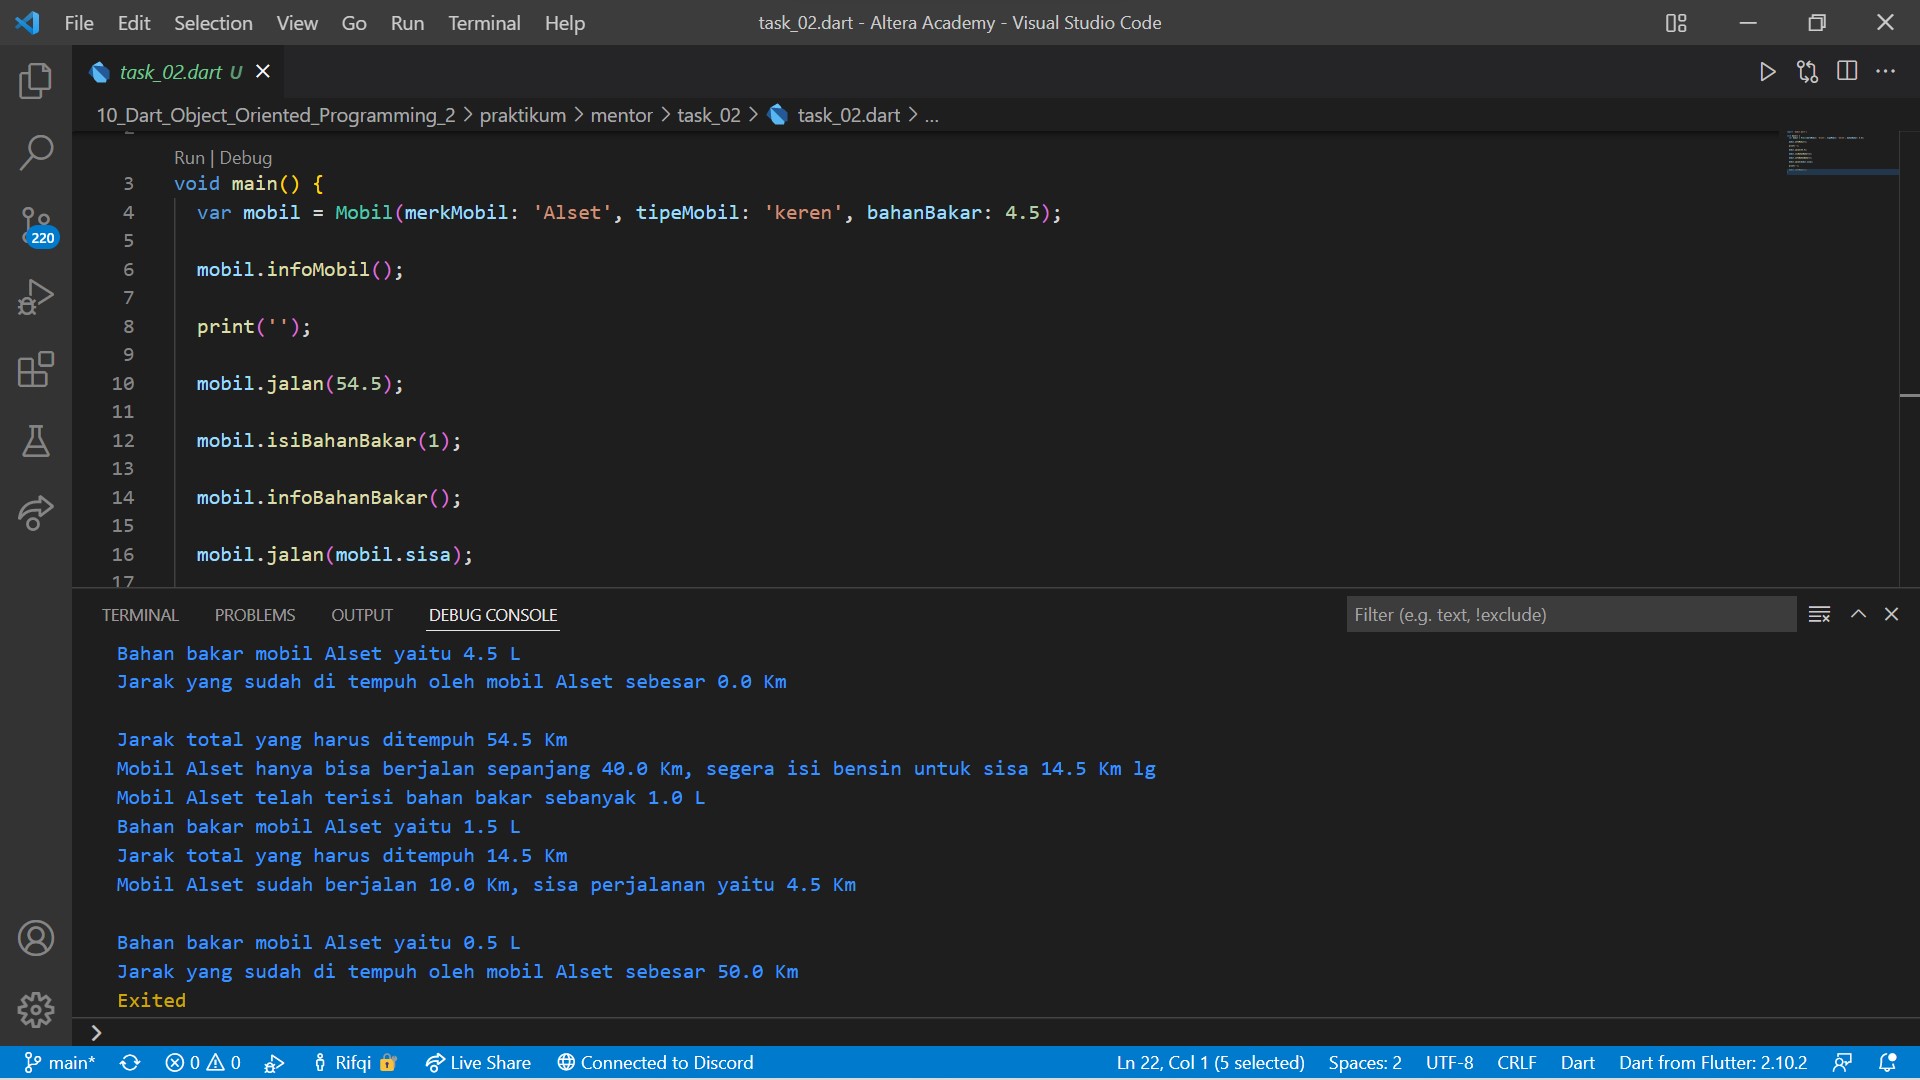 File Edit Selection View Go Run Terminal Help task_02.dart - Altera Academy - Visual Studio Code
task_02.dart U
10_Dart_Object_Oriented_Programming_2 > praktikum > mentor > task_02 > task_02.dart > ...
2
Run | Debug
3 void main() {
4 var mobil = Mobil(merkMobil: 'Alset', tipeMobil: 'keren', bahanBakar: 4.5);
5
6 mobil.infoMobil();
7
8 print('');
9
10 mobil.jalan(54.5);
11
12 mobil.isiBahanBakar(1);
13
14 mobil.infoBahanBakar();
15
16 mobil.jalan(mobil.sisa);
17
220
TERMINAL PROBLEMS OUTPUT DEBUG CONSOLE Filter (e.g. text, !exclude)
Bahan bakar mobil Alset yaitu 4.5 L
Jarak yang sudah di tempuh oleh mobil Alset sebesar 0.0 Km
Jarak total yang harus ditempuh 54.5 Km
Mobil Alset hanya bisa berjalan sepanjang 40.0 Km, segera isi bensin untuk sisa 14.5 Km lg
Mobil Alset telah terisi bahan bakar sebanyak 1.0 L
Bahan bakar mobil Alset yaitu 1.5 L
Jarak total yang harus ditempuh 14.5 Km
Mobil Alset sudah berjalan 10.0 Km, sisa perjalanan yaitu 4.5 Km
Bahan bakar mobil Alset yaitu 0.5 L
Jarak yang sudah di tempuh oleh mobil Alset sebesar 50.0 Km
Exited
>
main* 0 0 Rifqi Live Share Connected to Discord Ln 22, Col 1 (5 selected) Spaces: 2 UTF-8 CRLF Dart Dart from Flutter: 2.10.2